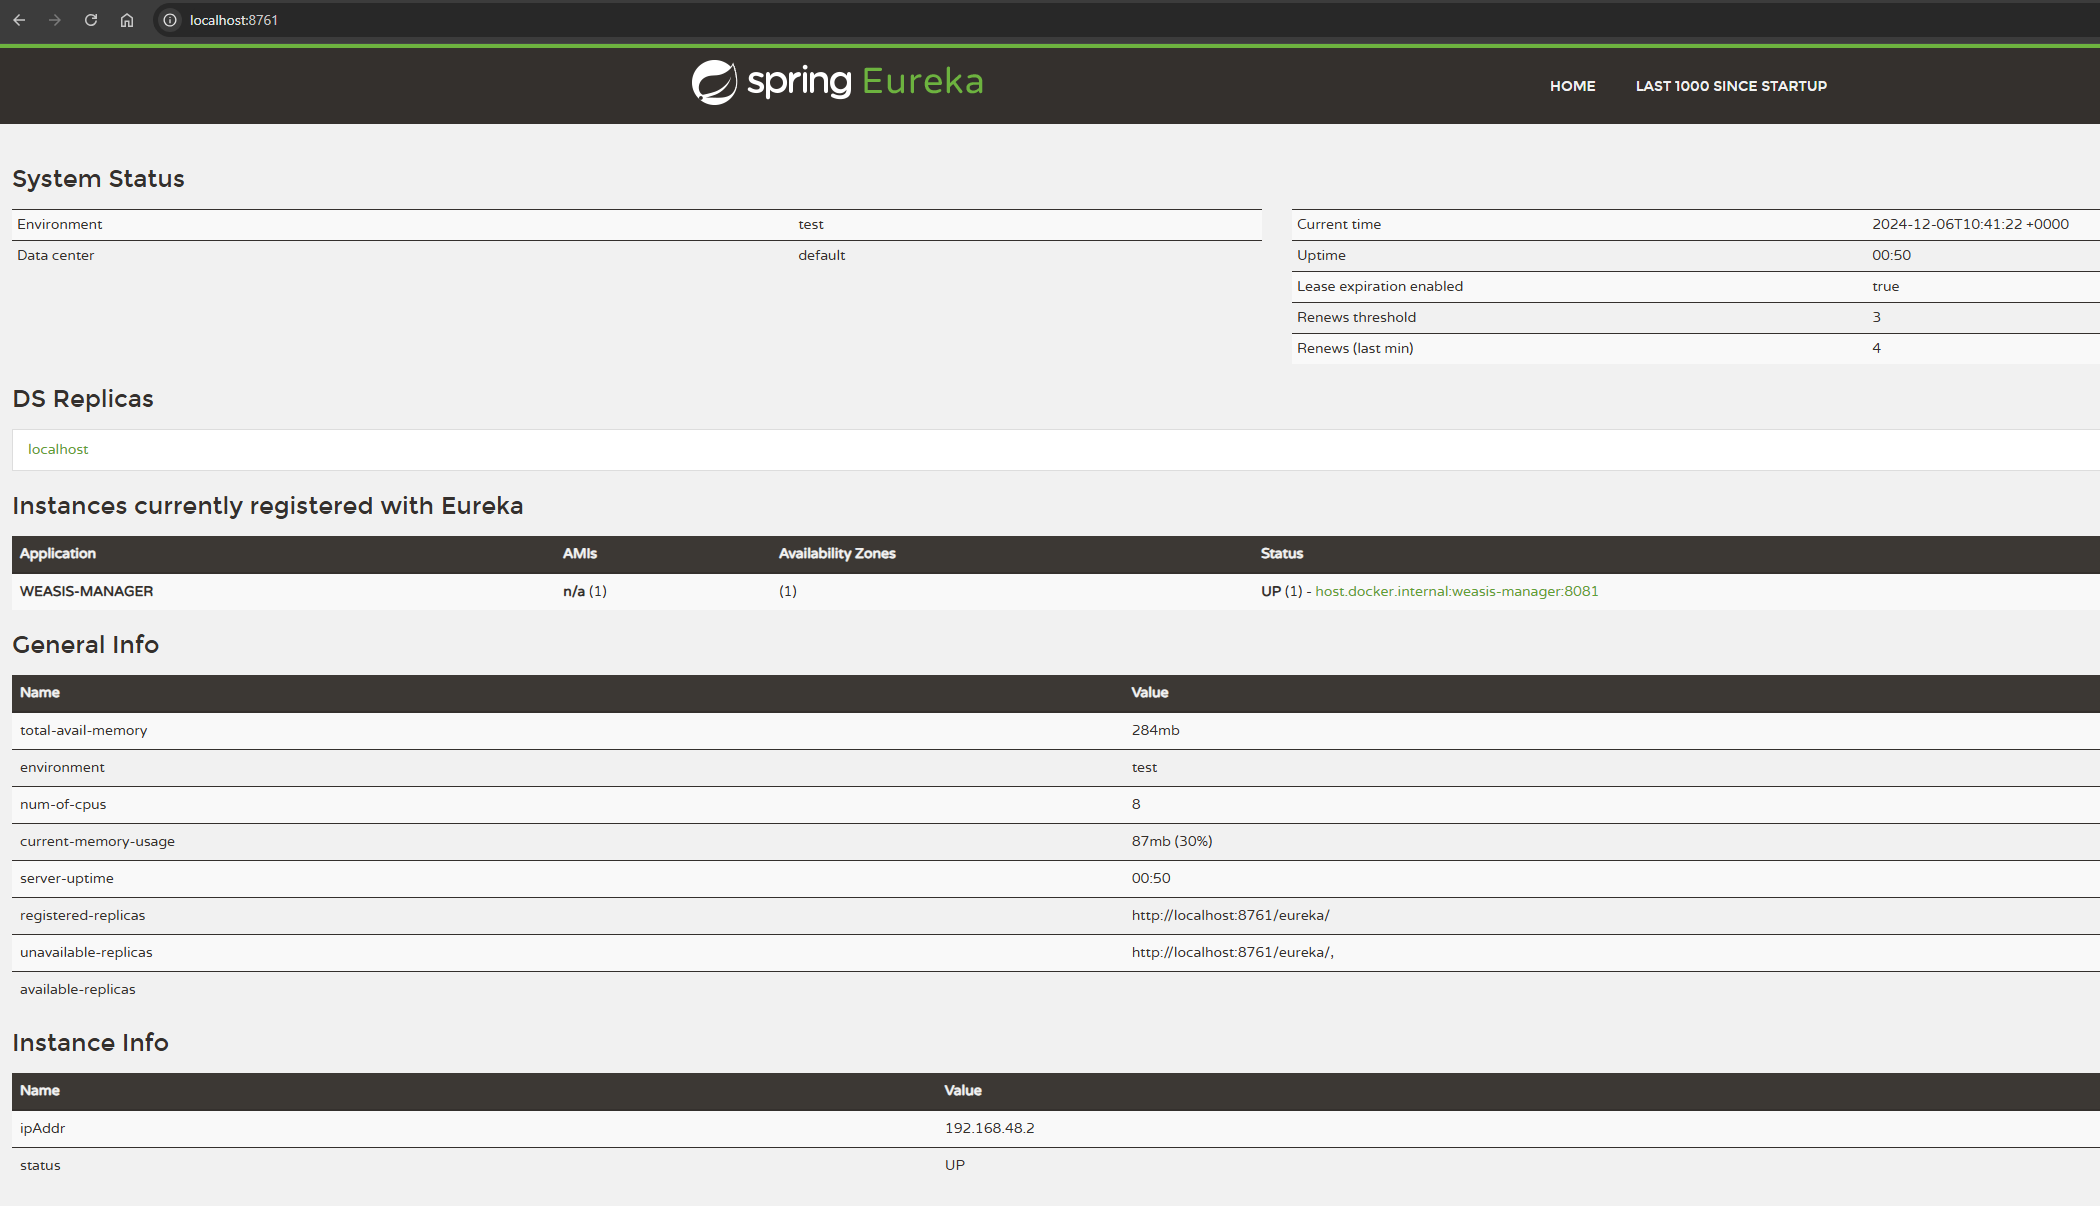 localhost:8761
spring Eureka
HOME LAST 1000 SINCE STARTUP
System Status
Environment test
Data center default
Current time 2024-12-06T10:41:22 +0000
Uptime 00:50
Lease expiration enabled true
Renews threshold 3
Renews (last min) 4
DS Replicas
localhost
Instances currently registered with Eureka
Application AMIs Availability Zones Status
WEASIS-MANAGER n/a (1) (1) UP (1) - host.docker.internal:weasis-manager:8081
General Info
Name Value
total-avail-memory 284mb
environment test
num-of-cpus 8
current-memory-usage 87mb (30%)
server-uptime 00:50
registered-replicas http://localhost:8761/eureka/
unavailable-replicas http://localhost:8761/eureka/,
available-replicas
Instance Info
Name Value
ipAddr 192.168.48.2
status UP